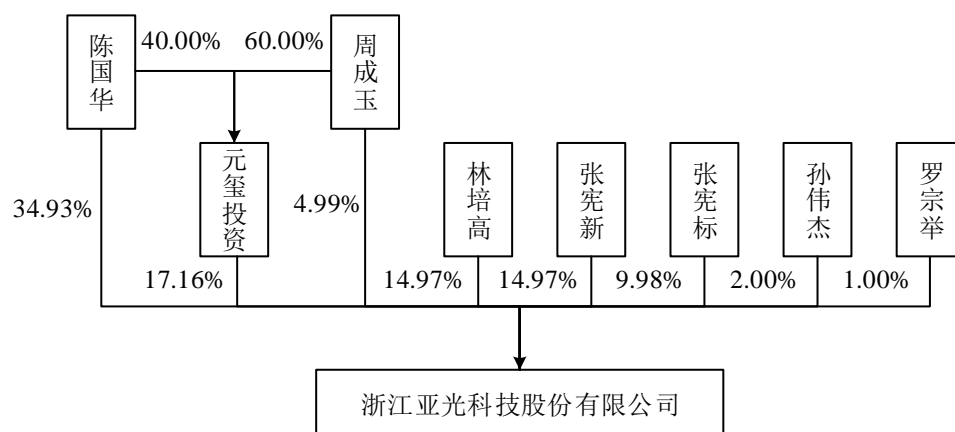 陈国华
40.00%
60.00%
周成玉
元玺投资
林培高
张宪新
张宪标
孙伟杰
罗宗举
34.93%
4.99%
17.16%
14.97%
14.97%
9.98%
2.00%
1.00%
浙江亚光科技股份有限公司